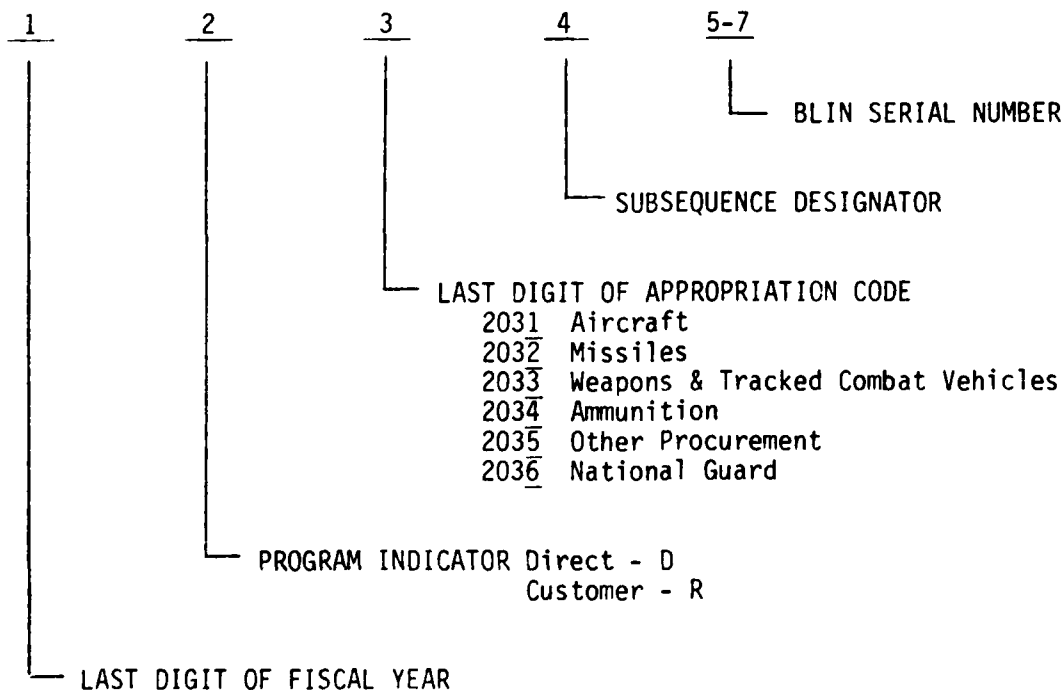 1 2 3 4 5-7
BLIN SERIAL NUMBER
SUBSEQUENCE DESIGNATOR
LAST DIGIT OF APPROPRIATION CODE
2031 Aircraft
2032 Missiles
2033 Weapons & Tracked Combat Vehicles
2034 Ammunition
2035 Other Procurement
2036 National Guard
PROGRAM INDICATOR Direct - D
Customer - R
LAST DIGIT OF FISCAL YEAR